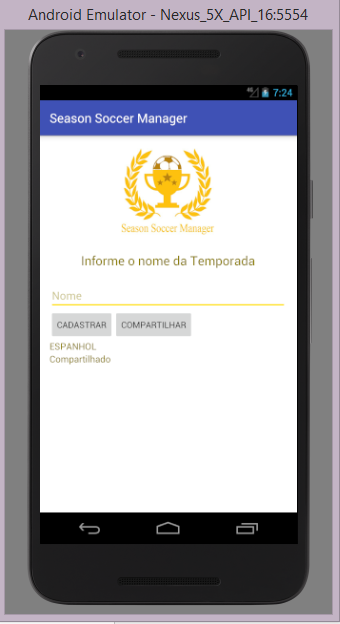 Android Emulator - Nexus_5X_API_16:5554
7:24
Season Soccer Manager
Season Soccer Manager
Informe o nome da Temporada
Nome
CADASTRAR COMPARTILHAR
ESPANHOL
Compartilhado